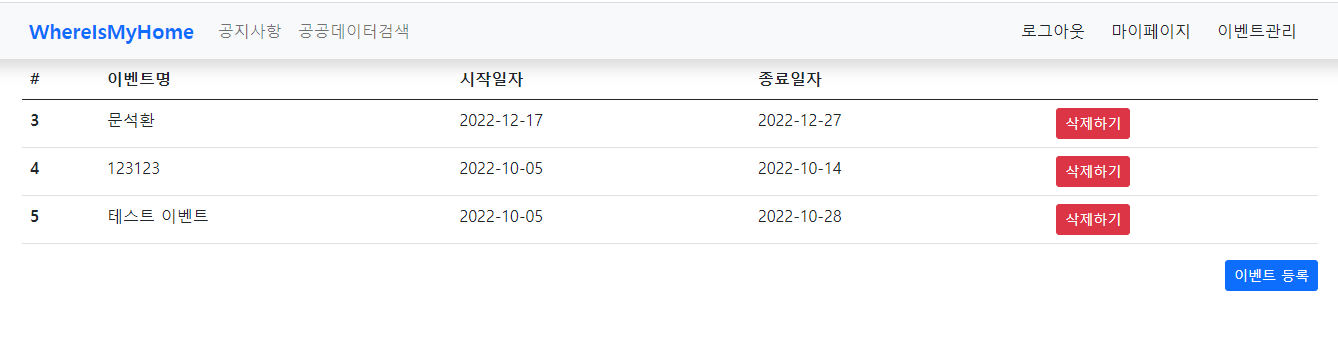 WhereIsMyHome 공지사항 공공데이터검색 로그아웃 마이페이지 이벤트관리
# 이벤트명 시작일자 종료일자
3 문석환 2022-12-17 2022-12-27 삭제하기
4 123123 2022-10-05 2022-10-14 삭제하기
5 테스트 이벤트 2022-10-05 2022-10-28 삭제하기
이벤트 등록